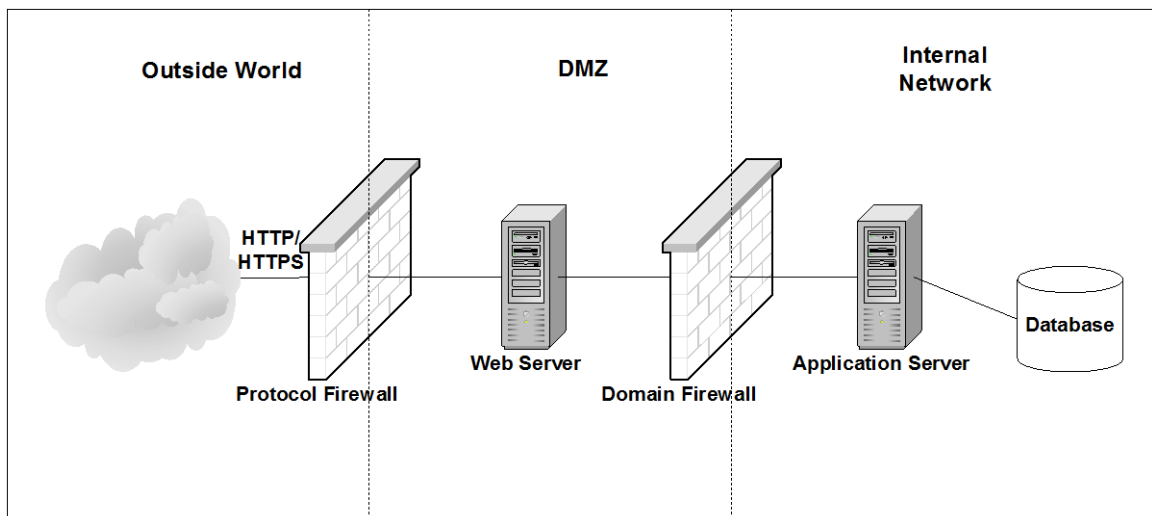 Outside World
DMZ
Internal
Network
HTTP/
HTTPS
Protocol Firewall
Web Server
Domain Firewall
Application Server
Database